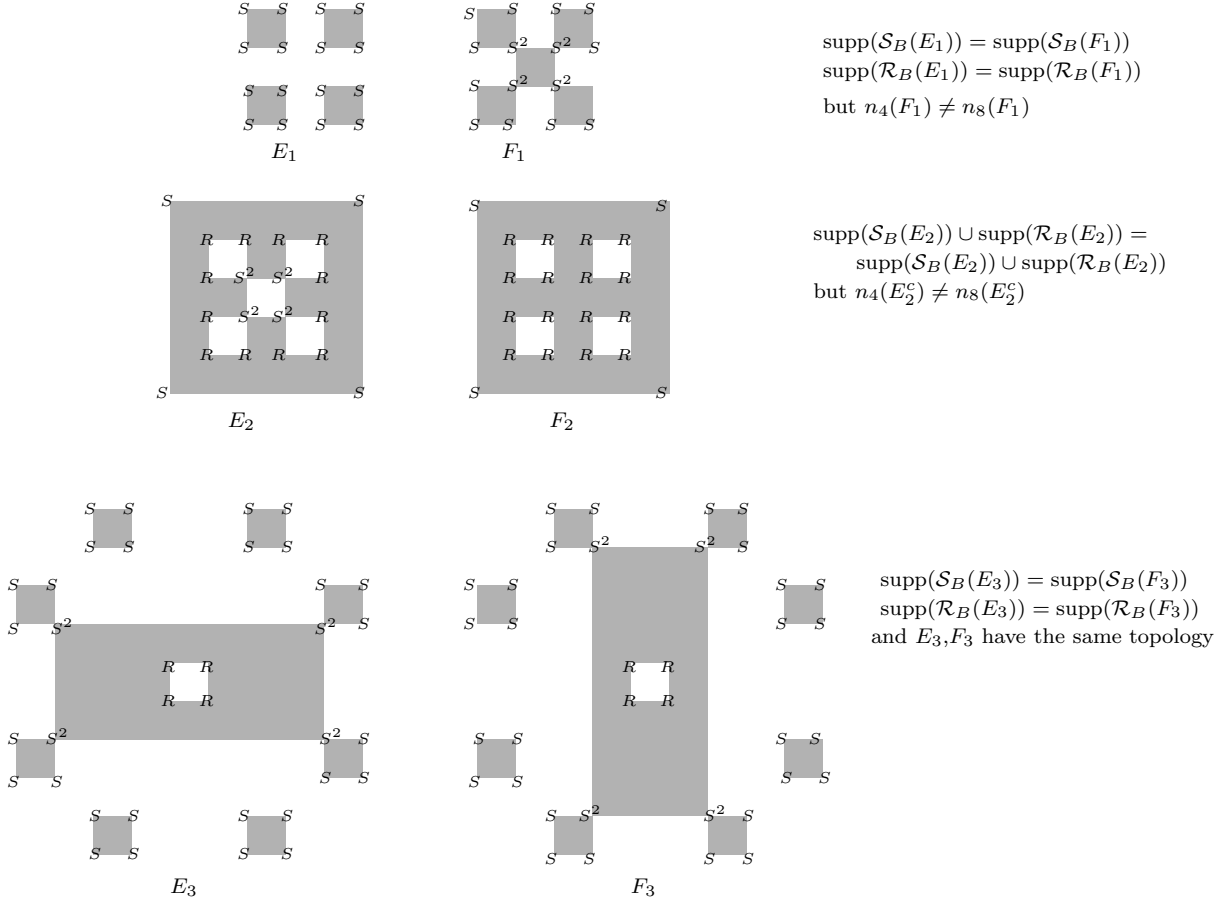 S S S S S S S S
S S S S S S² S² S
S S S S S S² S² S
S S S S S S S S
E₁ F₁
supp(𝒮_B(E₁)) = supp(𝒮_B(F₁))
supp(ℛ_B(E₁)) = supp(ℛ_B(F₁))
but n₄(F₁) ≠ n₈(F₁)
S S S S
R R R R R R R R
R S² S² R R R R R
R S² S² R R R R R
R R R R R R R R
S S S S
E₂ F₂
supp(𝒮_B(E₂)) ∪ supp(ℛ_B(E₂)) =
supp(𝒮_B(E₂)) ∪ supp(ℛ_B(E₂))
but n₄(E₂ᶜ) ≠ n₈(E₂ᶜ)
S S S S S S S S
S S S S S S² S² S
S S S S S S S S
S S² S² S S S S S
R R R R
R R R R
S S² S² S S S S S
S S S S S S S S
S S S S S S² S² S
S S S S S S S S
E₃ F₃
supp(𝒮_B(E₃)) = supp(𝒮_B(F₃))
supp(ℛ_B(E₃)) = supp(ℛ_B(F₃))
and E₃,F₃ have the same topology